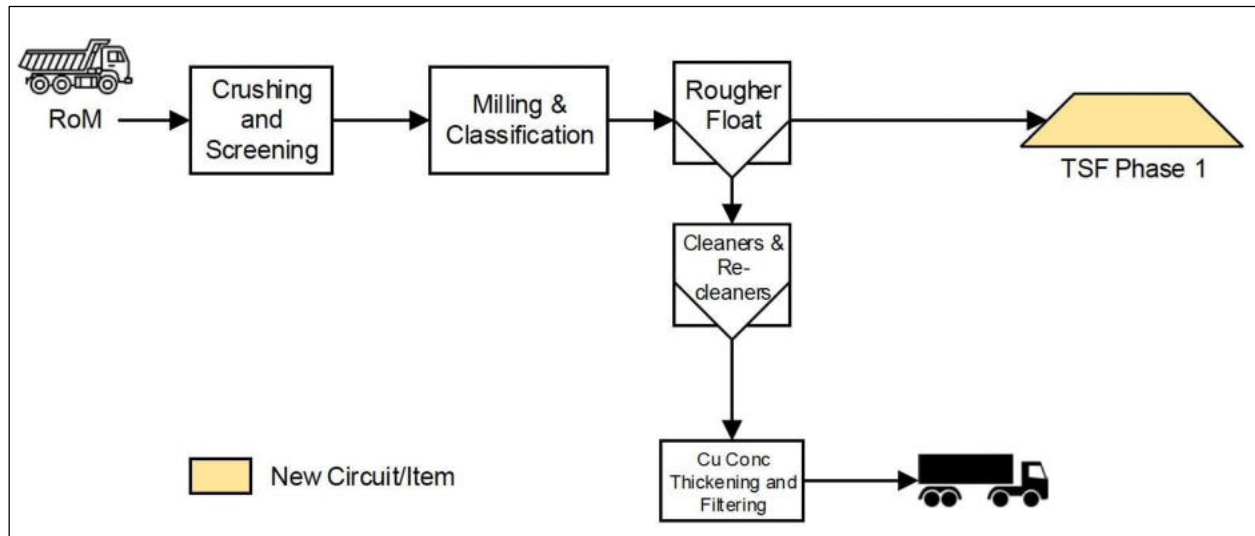 RoM
Crushing
and
Screening
Milling &
Classification
Rougher
Float
TSF Phase 1
Cleaners &
Re-
cleaners
Cu Conc
Thickening and
Filtering
New Circuit/Item